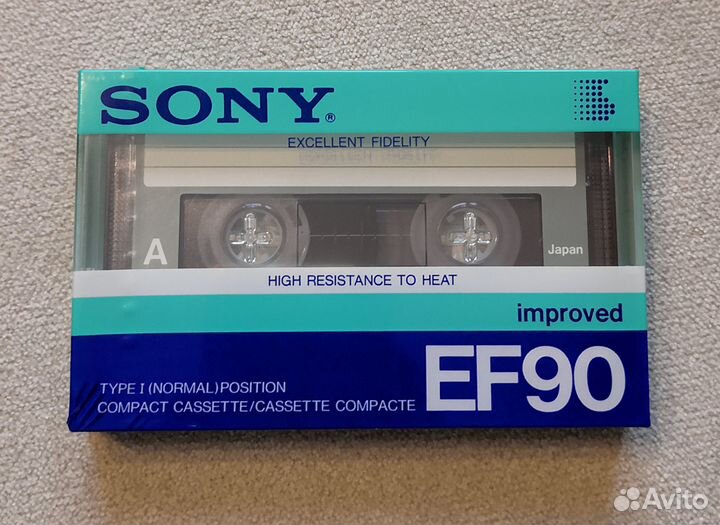 SONY®
EXCELLENT FIDELITY
A
Japan
HIGH RESISTANCE TO HEAT
improved
TYPE I (NORMAL) POSITION
EF90
COMPACT CASSETTE/CASSETTE COMPACTE
Avito